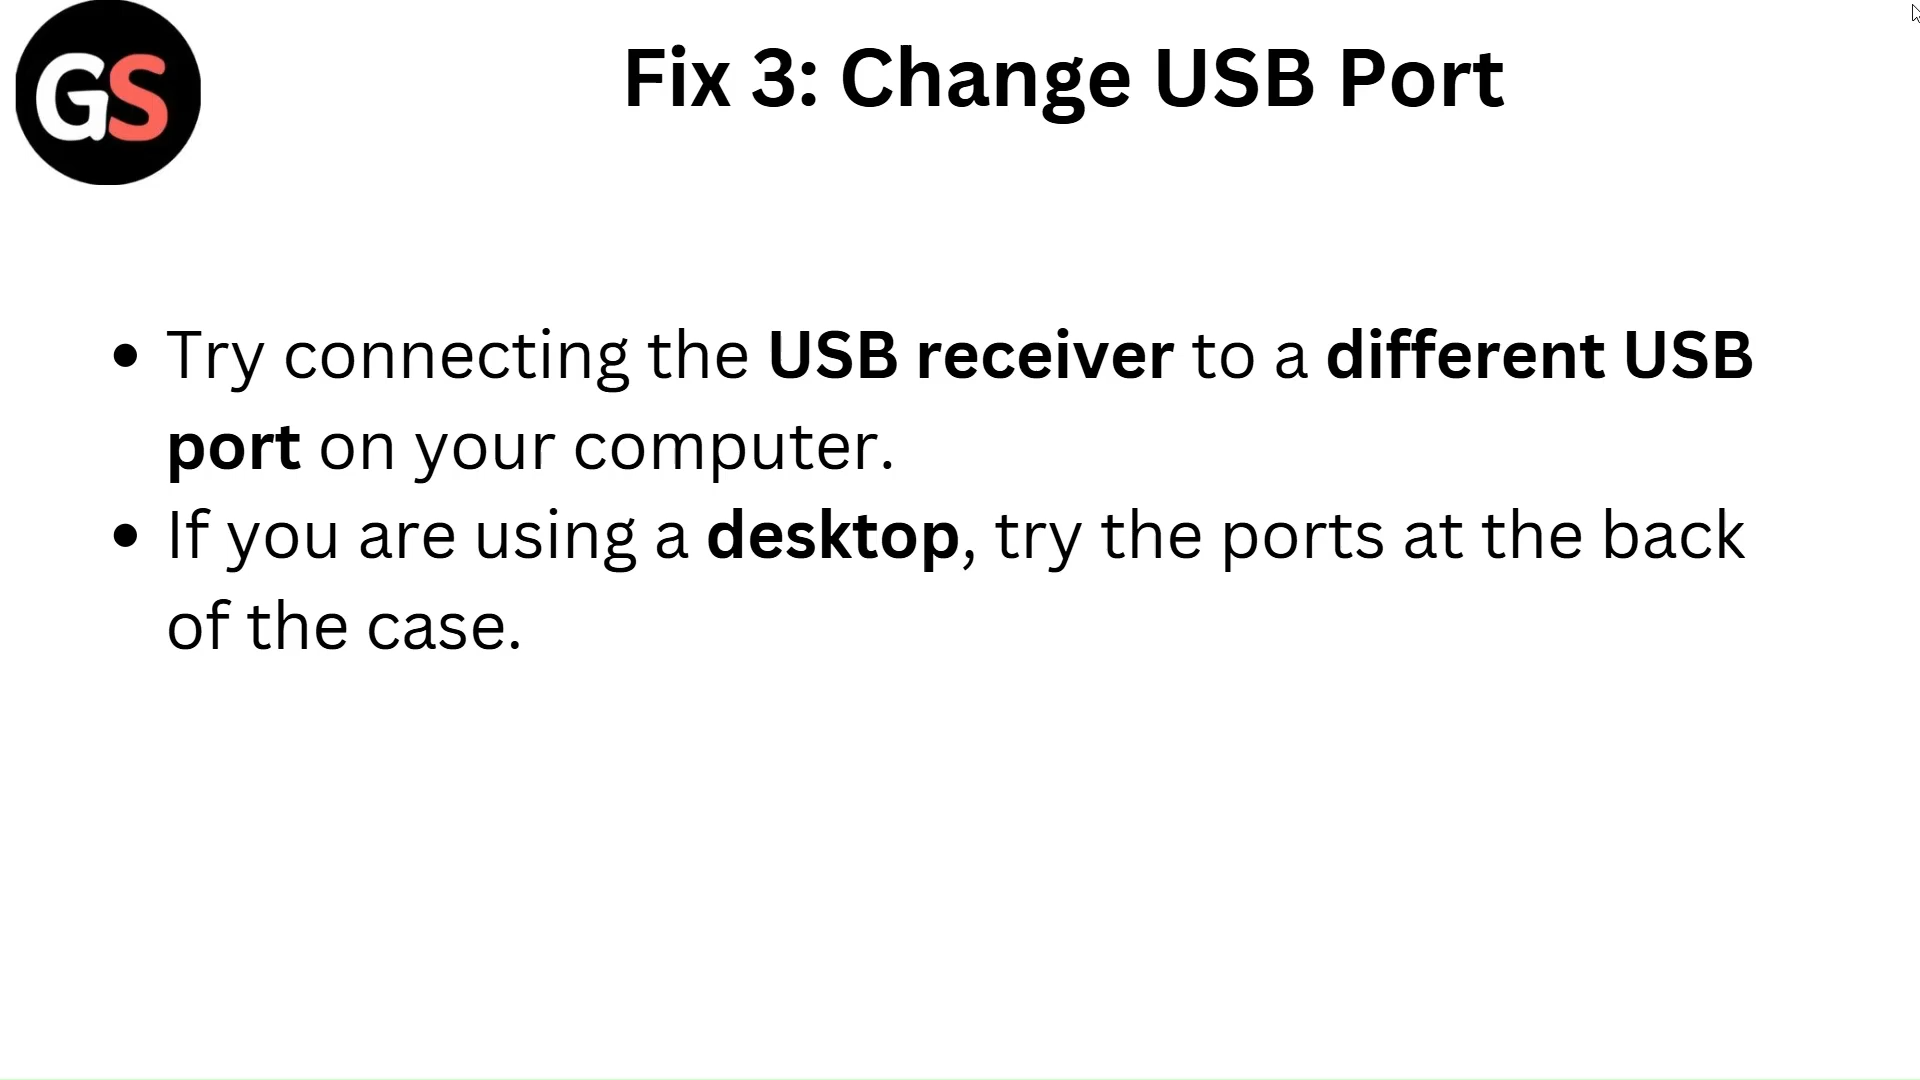 GS
Fix 3: Change USB Port
• Try connecting the USB receiver to a different USB
port on your computer.
• If you are using a desktop, try the ports at the back
of the case.